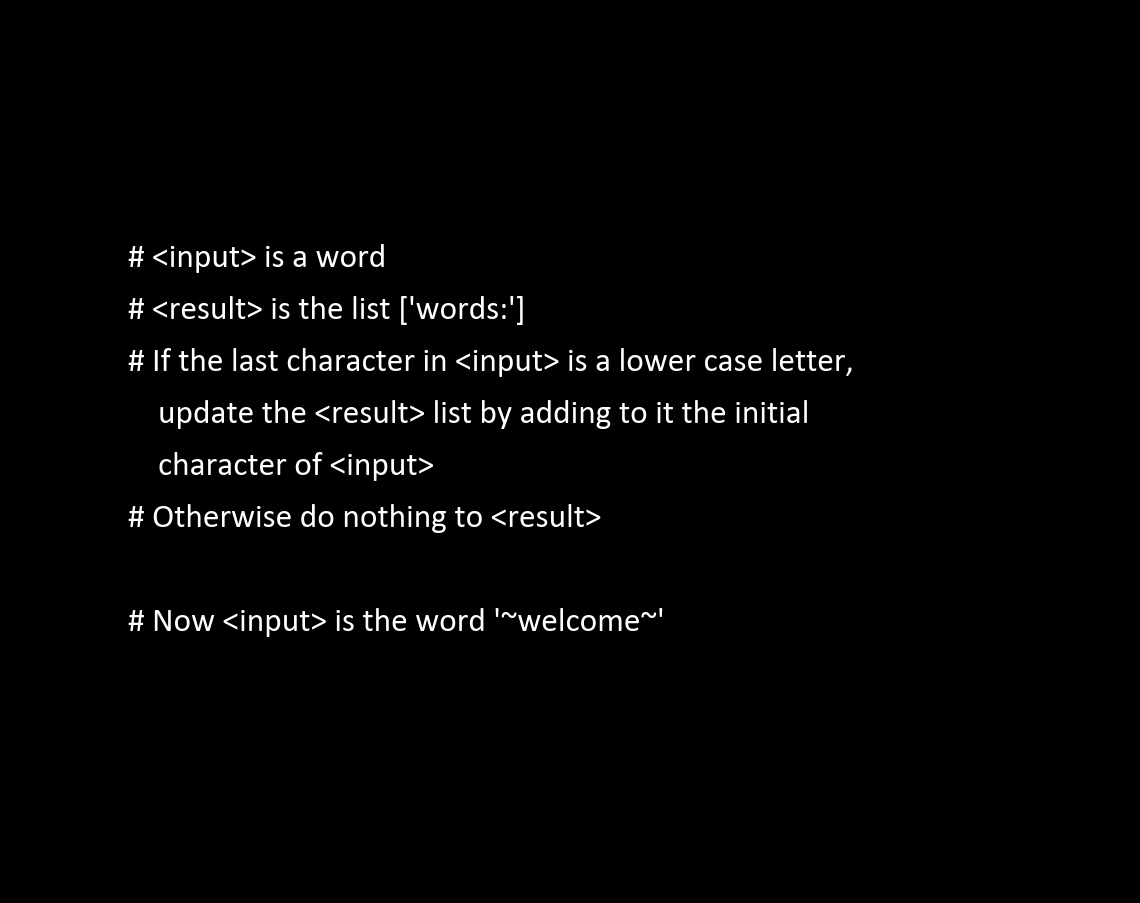 # <input> is a word
# <result> is the list ['words:']
# If the last character in <input> is a lower case letter,
update the <result> list by adding to it the initial
character of <input>
# Otherwise do nothing to <result>
# Now <input> is the word '~welcome~'